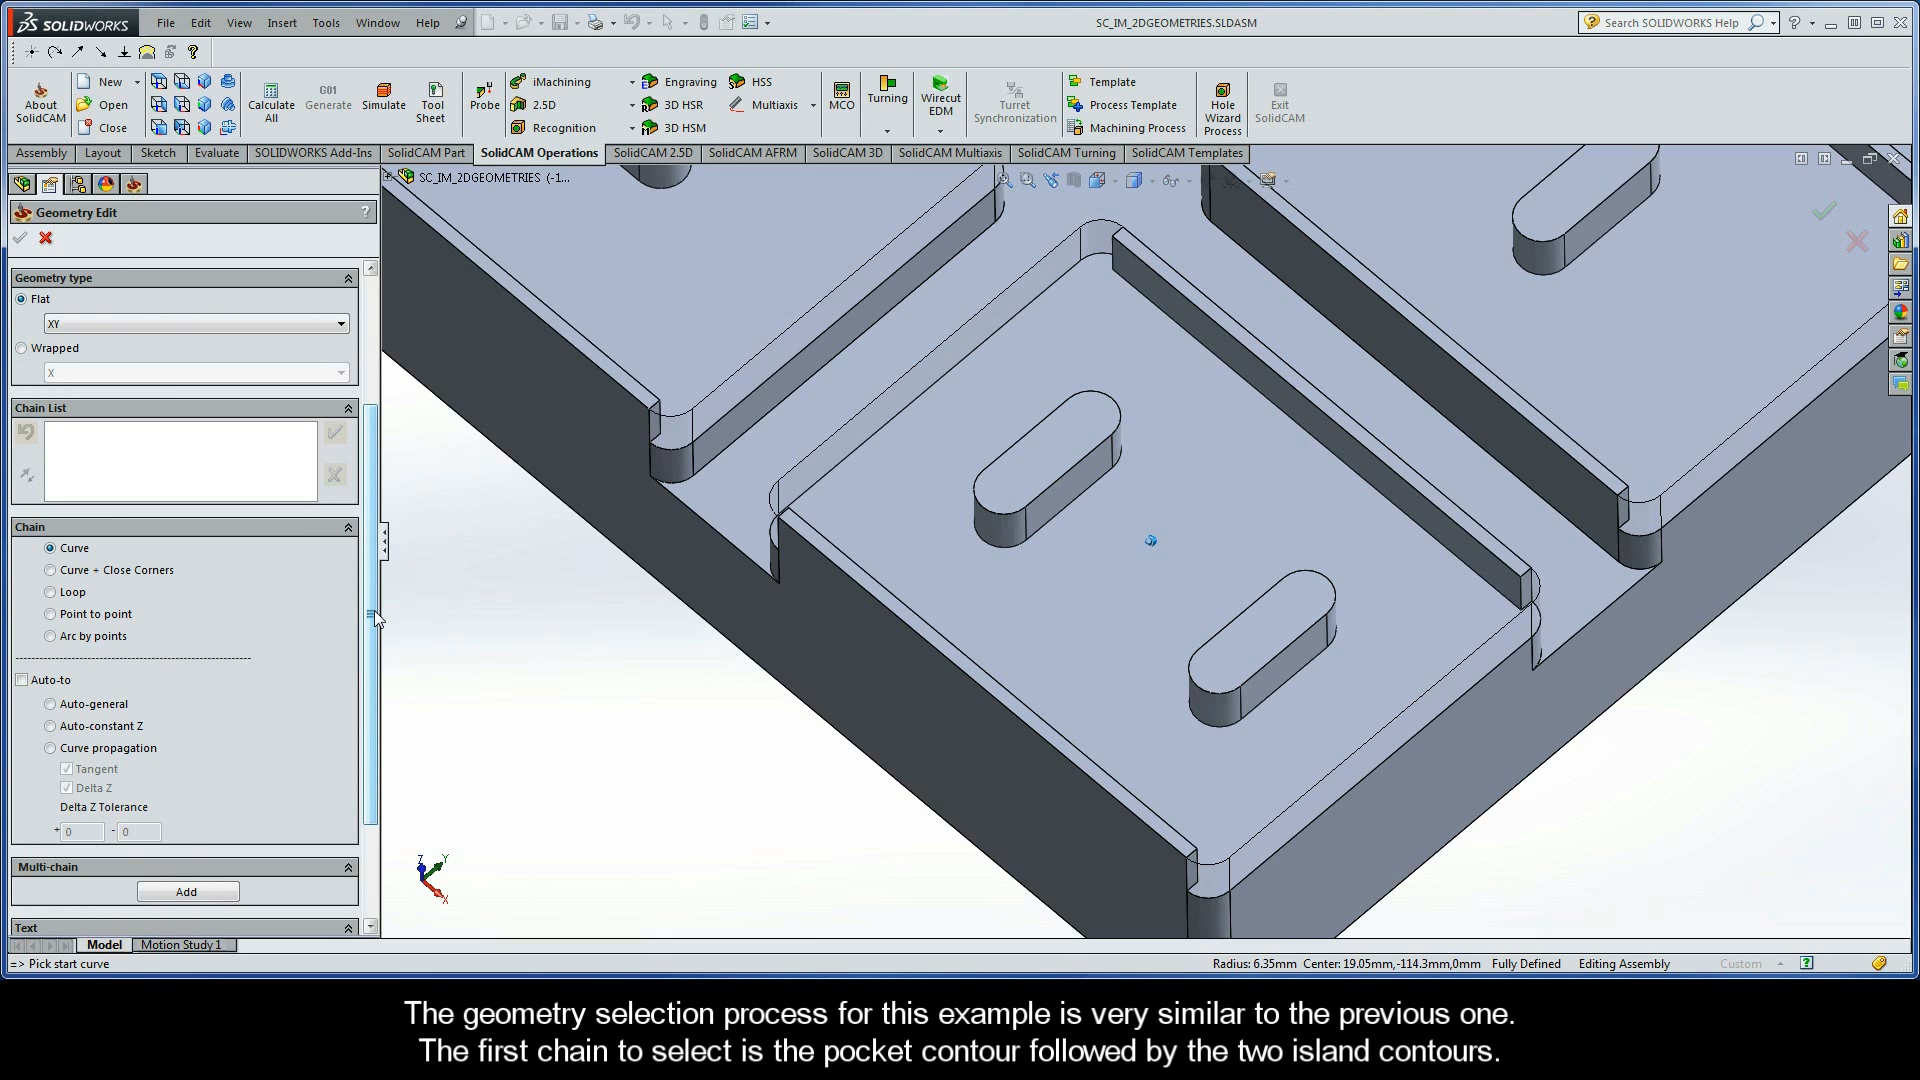 SOLIDWORKS File Edit View Insert Tools Window Help SC_IM_2DGEOMETRIES.SLDASM Search SOLIDWORKS Help
About SolidCAM
New
Open
Close
Calculate All
G01 Generate
Simulate
Tool Sheet
Probe
iMachining
2.5D
Recognition
Engraving
3D HSR
3D HSM
HSS
Multiaxis
MCO
Turning
Wirecut EDM
Turret Synchronization
Template
Process Template
Machining Process
Hole Wizard Process
Exit SolidCAM
Assembly Layout Sketch Evaluate SOLIDWORKS Add-Ins SolidCAM Part SolidCAM Operations SolidCAM 2.5D SolidCAM AFRM SolidCAM 3D SolidCAM Multiaxis SolidCAM Turning SolidCAM Templates
SC_IM_2DGEOMETRIES (-1...
Geometry Edit ?
Geometry type
Flat
XY
Wrapped
X
Chain List
Chain
Curve
Curve + Close Corners
Loop
Point to point
Arc by points
Auto-to
Auto-general
Auto-constant Z
Curve propagation
Tangent
Delta Z
Delta Z Tolerance
+ 0 - 0
Multi-chain
Add
Text
Z Y X
Model Motion Study 1
=> Pick start curve Radius: 6.35mm Center: 19.05mm,-114.3mm,0mm Fully Defined Editing Assembly Custom
The geometry selection process for this example is very similar to the previous one.
The first chain to select is the pocket contour followed by the two island contours.